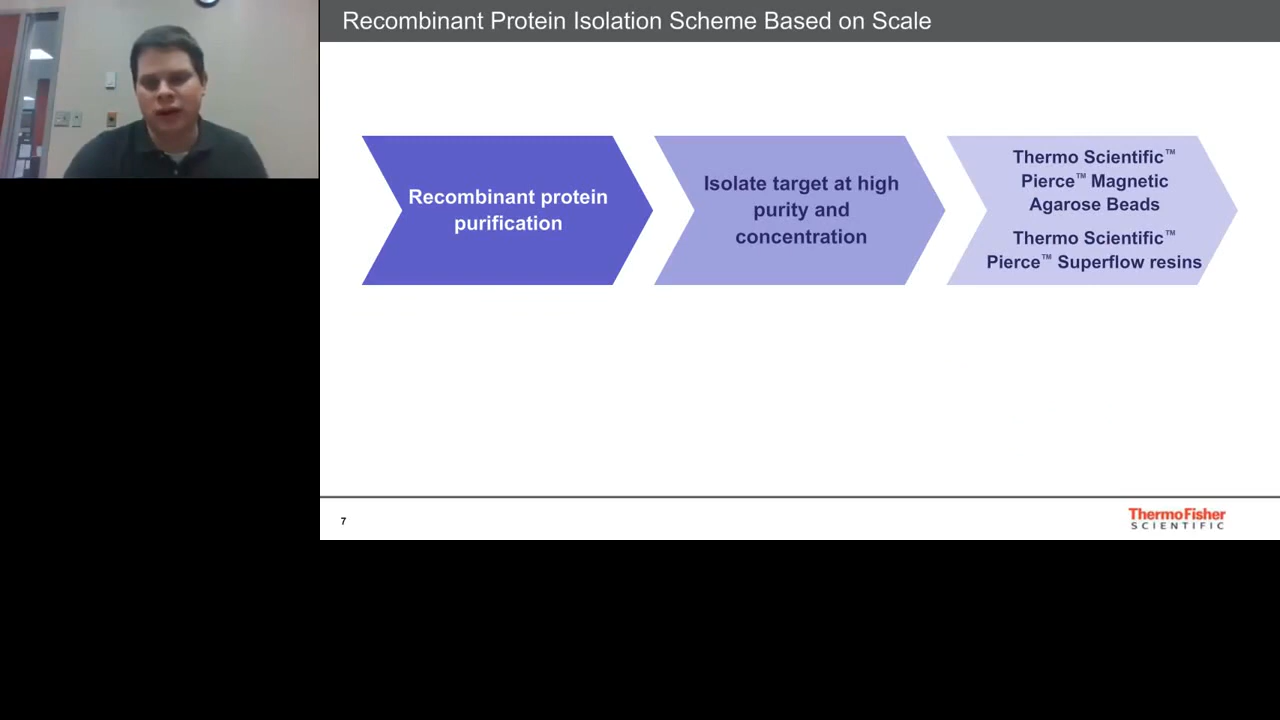 Recombinant Protein Isolation Scheme Based on Scale
Recombinant protein
purification
Isolate target at high
purity and
concentration
Thermo Scientific™
Pierce™ Magnetic
Agarose Beads
Thermo Scientific™
Pierce™ Superflow resins
7
ThermoFisher
SCIENTIFIC